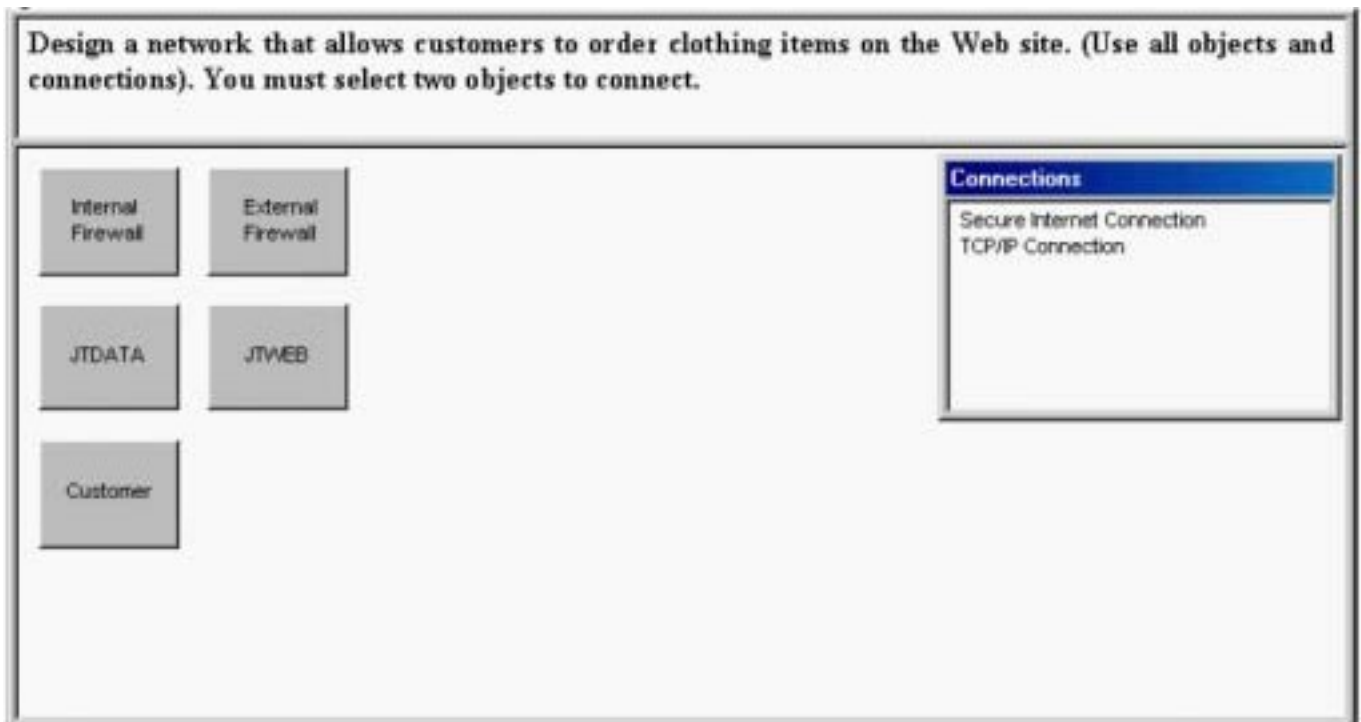 Design a network that allows customers to order clothing items on the Web site. (Use all objects and
connections). You must select two objects to connect.
Internal
Firewall
External
Firewall
Connections
Secure Internet Connection
TCP/IP Connection
JTDATA
JTWEB
Customer